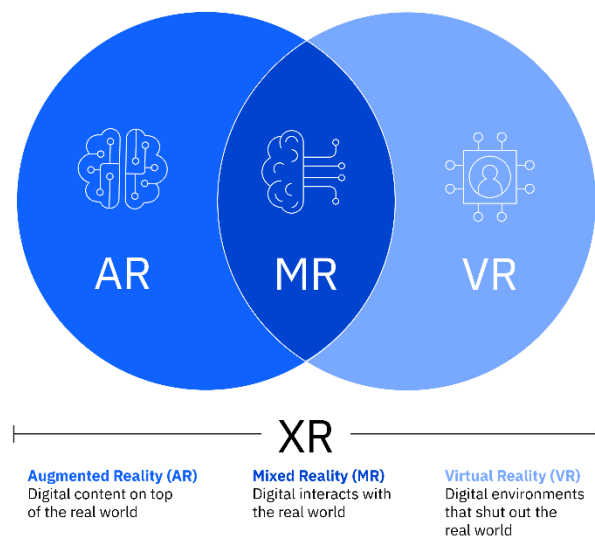 AR
MR
VR
XR
Augmented Reality (AR)
Digital content on top
of the real world
Mixed Reality (MR)
Digital interacts with
the real world
Virtual Reality (VR)
Digital environments
that shut out the
real world